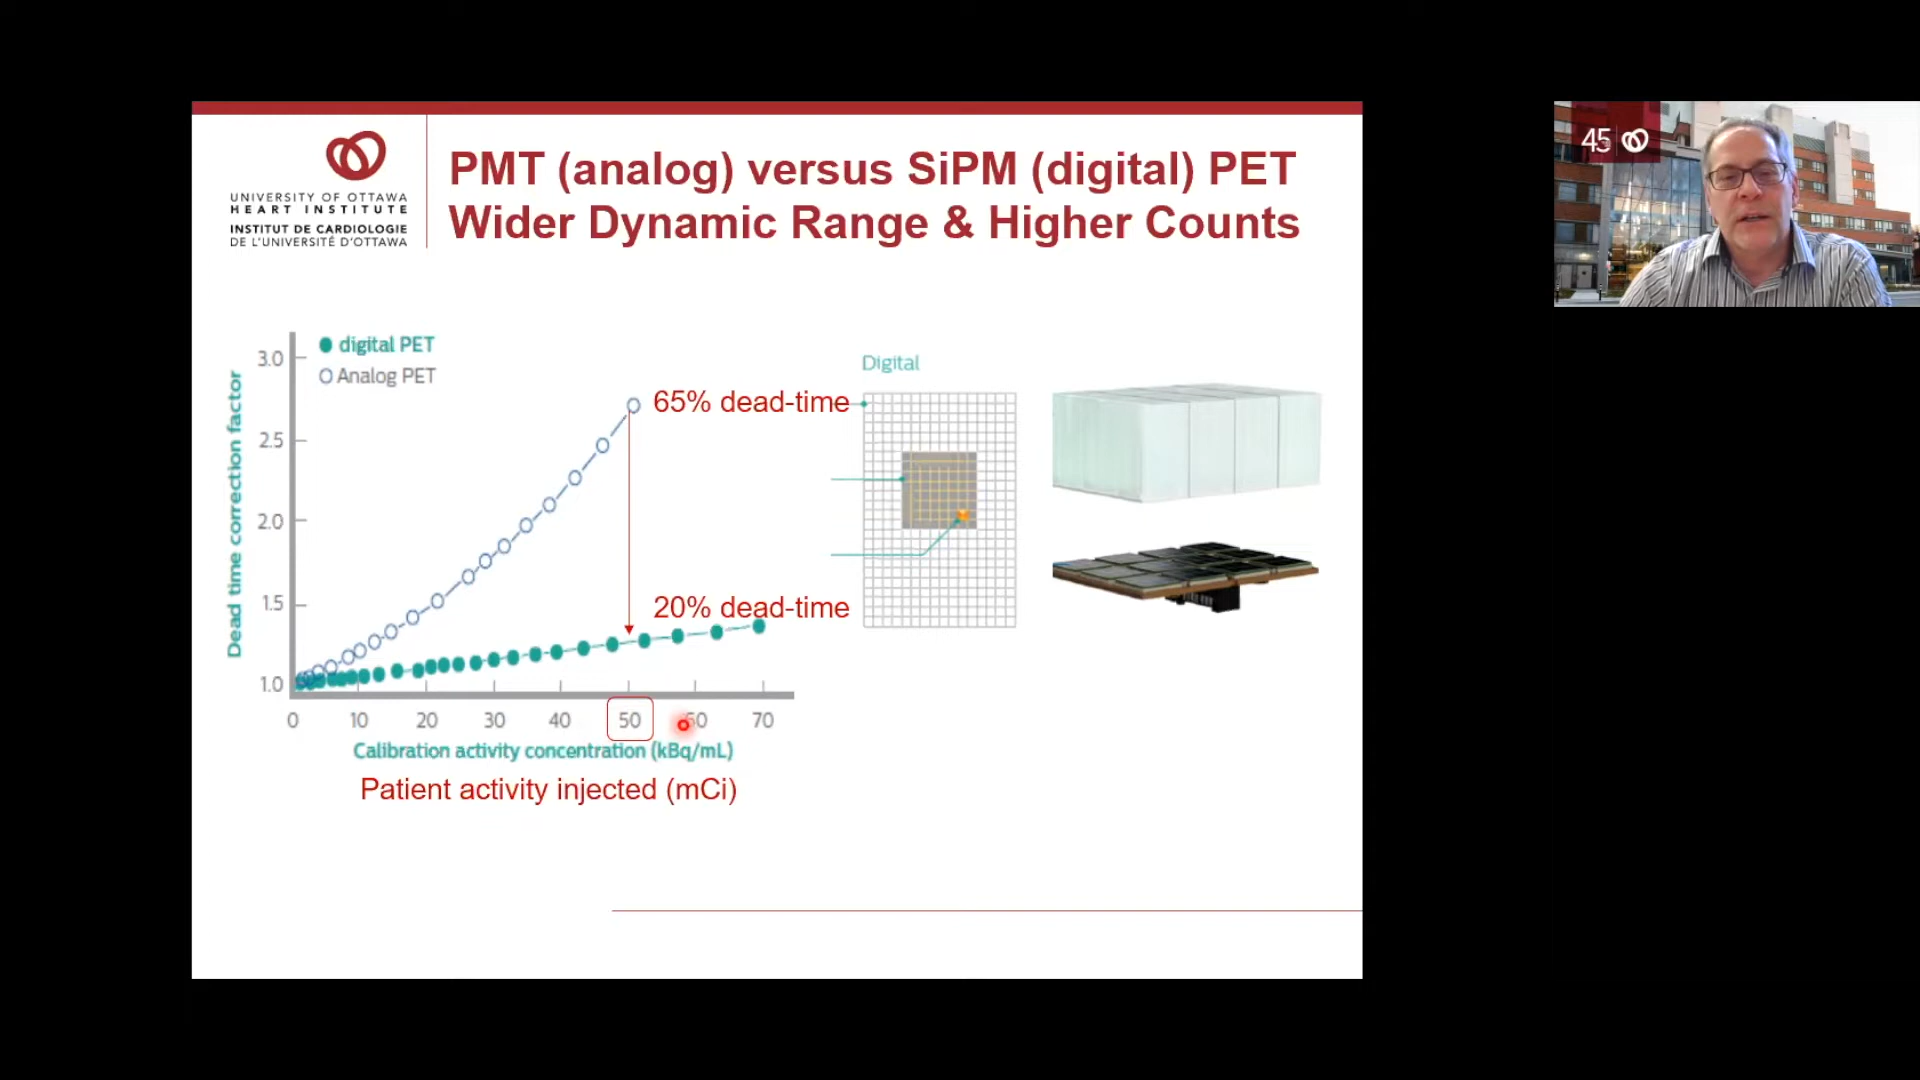 PMT (analog) versus SiPM (digital) PET
Wider Dynamic Range & Higher Counts
UNIVERSITY OF OTTAWA
HEART INSTITUTE
INSTITUT DE CARDIOLOGIE
DE L'UNIVERSITÉ D'OTTAWA
45
digital PET
Analog PET
Dead time correction factor
3.0
2.5
2.0
1.5
1.0
65% dead-time
20% dead-time
Digital
0 10 20 30 40 50 60 70
Calibration activity concentration (kBq/mL)
Patient activity injected (mCi)